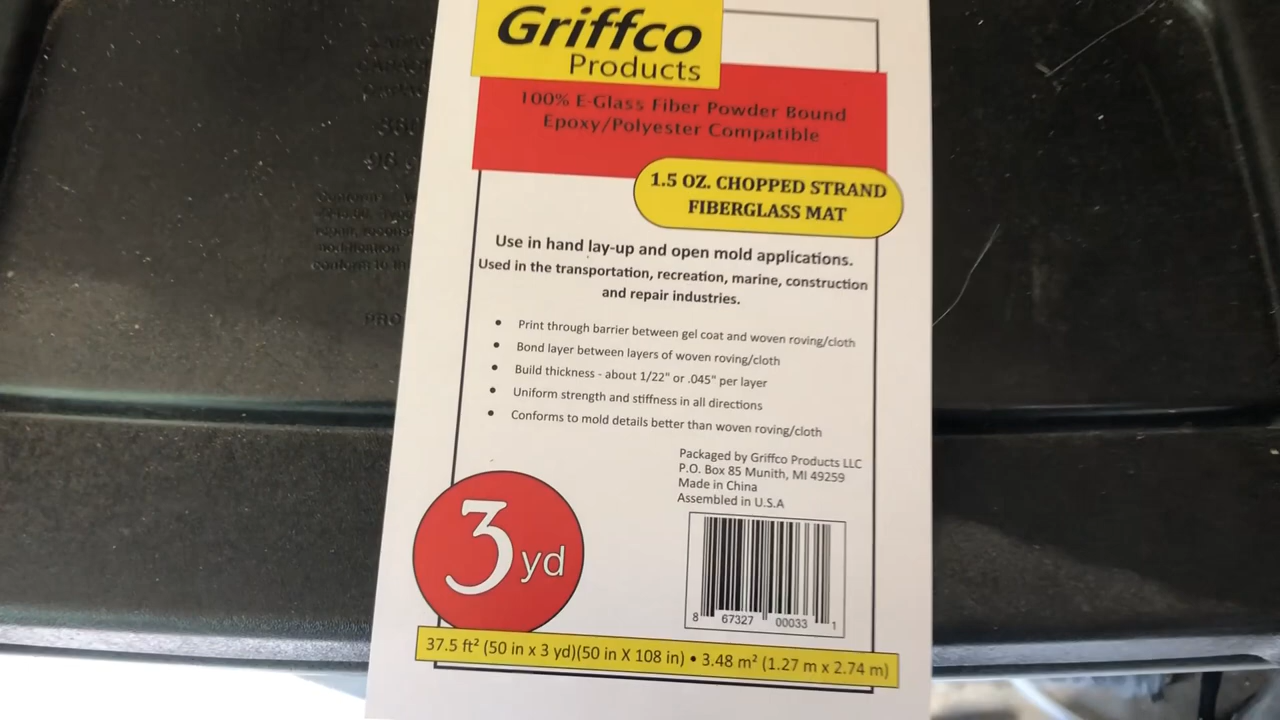 Griffco
Products
100% E-Glass Fiber Powder Bound
Epoxy/Polyester Compatible
1.5 OZ. CHOPPED STRAND
FIBERGLASS MAT
Use in hand lay-up and open mold applications.
Used in the transportation, recreation, marine, construction
and repair industries.
• Print through barrier between gel coat and woven roving/cloth
• Bond layer between layers of woven roving/cloth
• Build thickness - about 1/22" or .045" per layer
• Uniform strength and stiffness in all directions
• Conforms to mold details better than woven roving/cloth
Packaged by Griffco Products LLC
P.O. Box 85 Munith, MI 49259
Made in China
Assembled in U.S.A
8 67327 00033 1
3 yd
37.5 ft² (50 in x 3 yd)(50 in X 108 in) • 3.48 m² (1.27 m x 2.74 m)